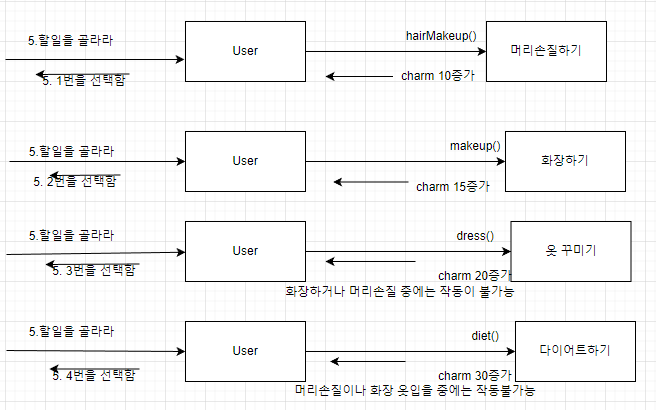 hairMakeup()
5.할일을 골라라
User
머리손질하기
5. 1번을 선택함
charm 10증가
makeup()
5.할일을 골라라
User
화장하기
5. 2번을 선택함
charm 15증가
dress()
5.할일을 골라라
User
옷 꾸미기
5. 3번을 선택함
charm 20증가
화장하거나 머리손질 중에는 작동이 불가능
diet()
5.할일을 골라라
User
다이어트하기
5. 4번을 선택함
charm 30증가
머리손질이나 화장 옷입을 중에는 작동불가능